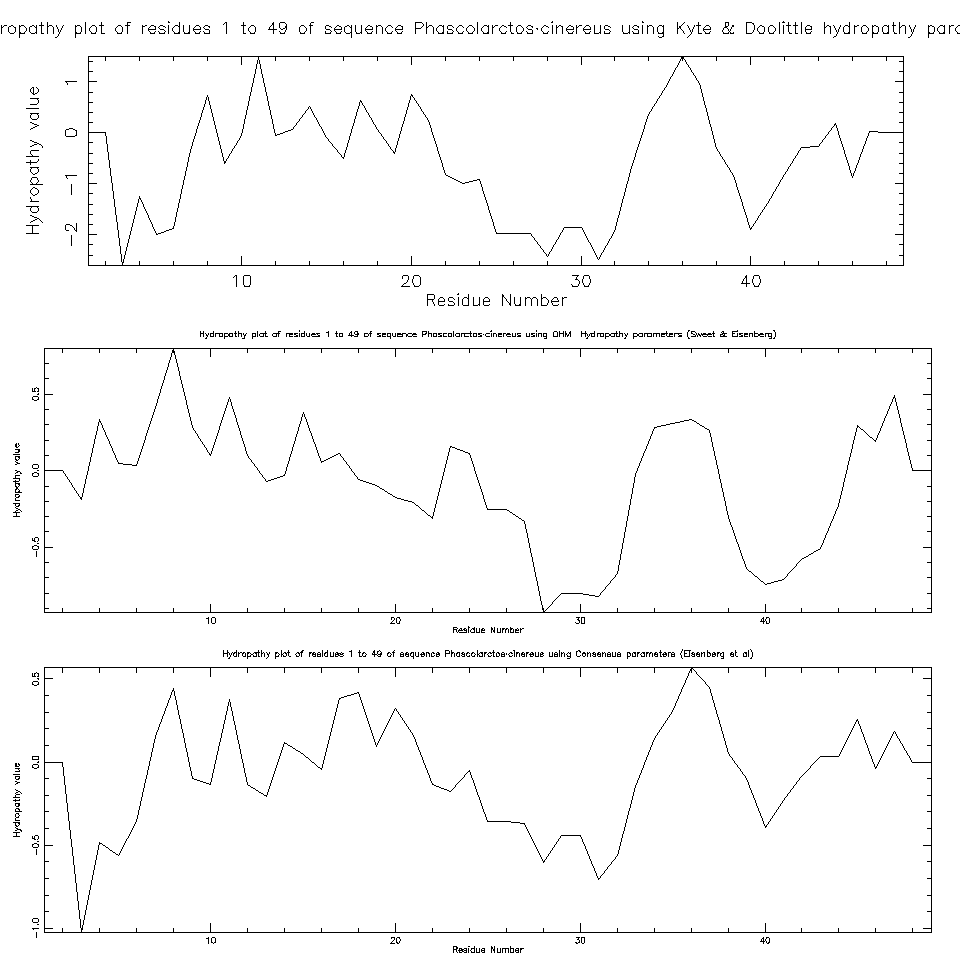 ropathy plot of residues 1 to 49 of sequence Phascolarctos-cinereus using Kyte & Doolittle hydropathy para
1
0
-1
-2
Hydropathy value
10 20 30 40
Residue Number
Hydropathy plot of residues 1 to 49 of sequence Phascolarctos-cinereus using OHM Hydropathy parameters (Sweet & Eisenberg)
0.5
0.0
-0.5
Hydropathy value
10 20 30 40
Residue Number
Hydropathy plot of residues 1 to 49 of sequence Phascolarctos-cinereus using Consensus parameters (Eisenberg et al)
0.5
0.0
-0.5
-1.0
Hydropathy value
10 20 30 40
Residue Number